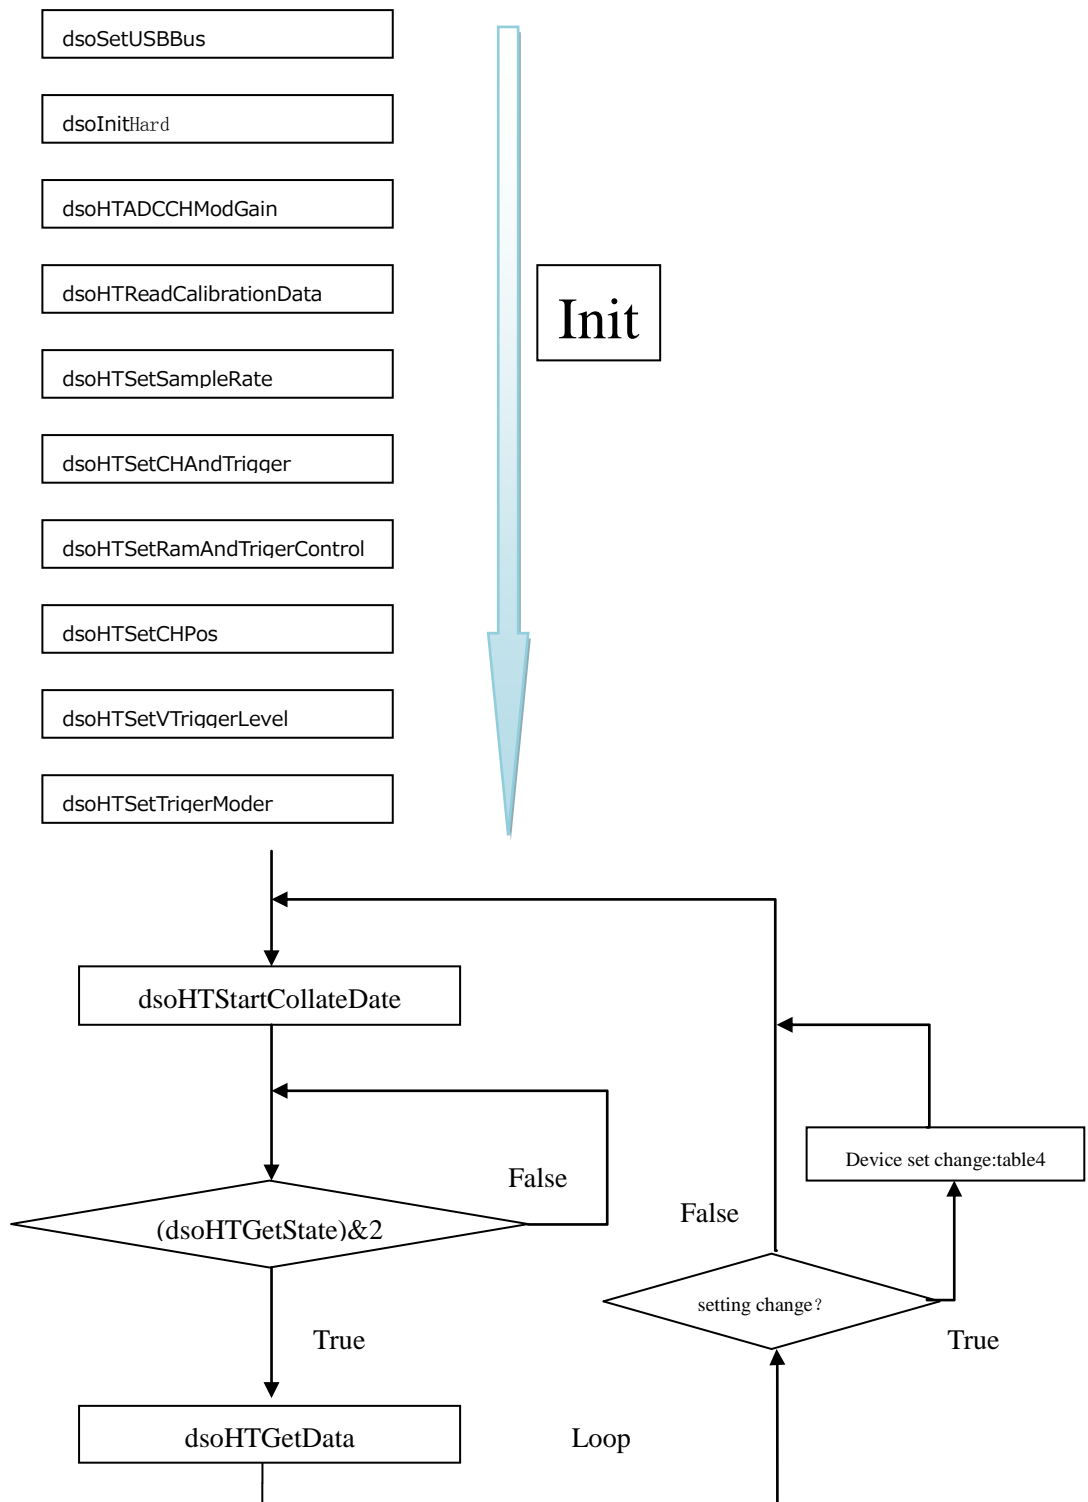 dsoSetUSBBus
dsoInitHard
dsoHTADCCHModGain
dsoHTReadCalibrationData
Init
dsoHTSetSampleRate
dsoHTSetCHAndTrigger
dsoHTSetRamAndTrigerControl
dsoHTSetCHPos
dsoHTSetVTriggerLevel
dsoHTSetTrigerModer
dsoHTStartCollateDate
Device set change:table4
False
False
(dsoHTGetState)&2
setting change？
True
True
dsoHTGetData
Loop